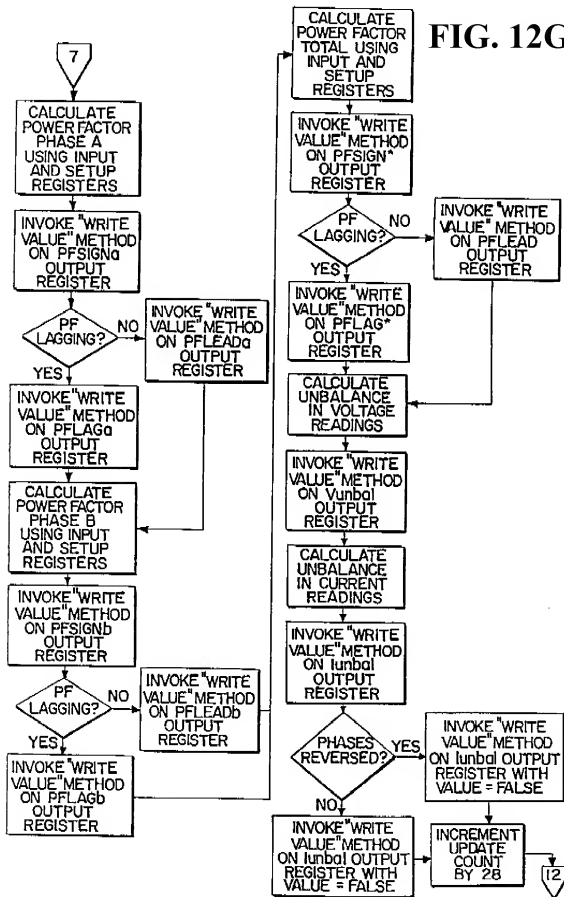 FIG. 12G
7
CALCULATE
POWER FACTOR
PHASE A
USING INPUT
AND SETUP
REGISTERS
INVOKE "WRITE
VALUE" METHOD
ON PFSIGNa
OUTPUT
REGISTER
PF
LAGGING?
NO
INVOKE "WRITE
VALUE" METHOD
ON PFLEADa
OUTPUT
REGISTER
YES
INVOKE "WRITE
VALUE" METHOD
ON PFLAGa
OUTPUT
REGISTER
CALCULATE
POWER FACTOR
PHASE B
USING INPUT
AND SETUP
REGISTERS
INVOKE "WRITE
VALUE" METHOD
ON PFSIGNb
OUTPUT
REGISTER
PF
LAGGING?
NO
INVOKE "WRITE
VALUE" METHOD
ON PFLEADb
OUTPUT
REGISTER
YES
INVOKE "WRITE
VALUE" METHOD
ON PFLAGb
OUTPUT
REGISTER
CALCULATE
POWER FACTOR
TOTAL USING
INPUT AND
SETUP
REGISTERS
INVOKE "WRITE
VALUE" METHOD
ON PFSIGN*
OUTPUT
REGISTER
PF
LAGGING?
NO
INVOKE "WRITE
VALUE" METHOD
ON PFLEAD
OUTPUT
REGISTER
YES
INVOKE "WRITE
VALUE" METHOD
ON PFLAG*
OUTPUT
REGISTER
CALCULATE
UNBALANCE
IN VOLTAGE
READINGS
INVOKE "WRITE
VALUE" METHOD
ON Vunbal
OUTPUT
REGISTER
CALCULATE
UNBALANCE
IN CURRENT
READINGS
INVOKE "WRITE
VALUE" METHOD
ON Iunbal
OUTPUT
REGISTER
PHASES
REVERSED?
YES
INVOKE "WRITE
VALUE" METHOD
ON Iunbal OUTPUT
REGISTER WITH
VALUE = FALSE
NO
INVOKE "WRITE
VALUE" METHOD
ON Iunbal OUTPUT
REGISTER WITH
VALUE = FALSE
INCREMENT
UPDATE
COUNT
BY 28
12